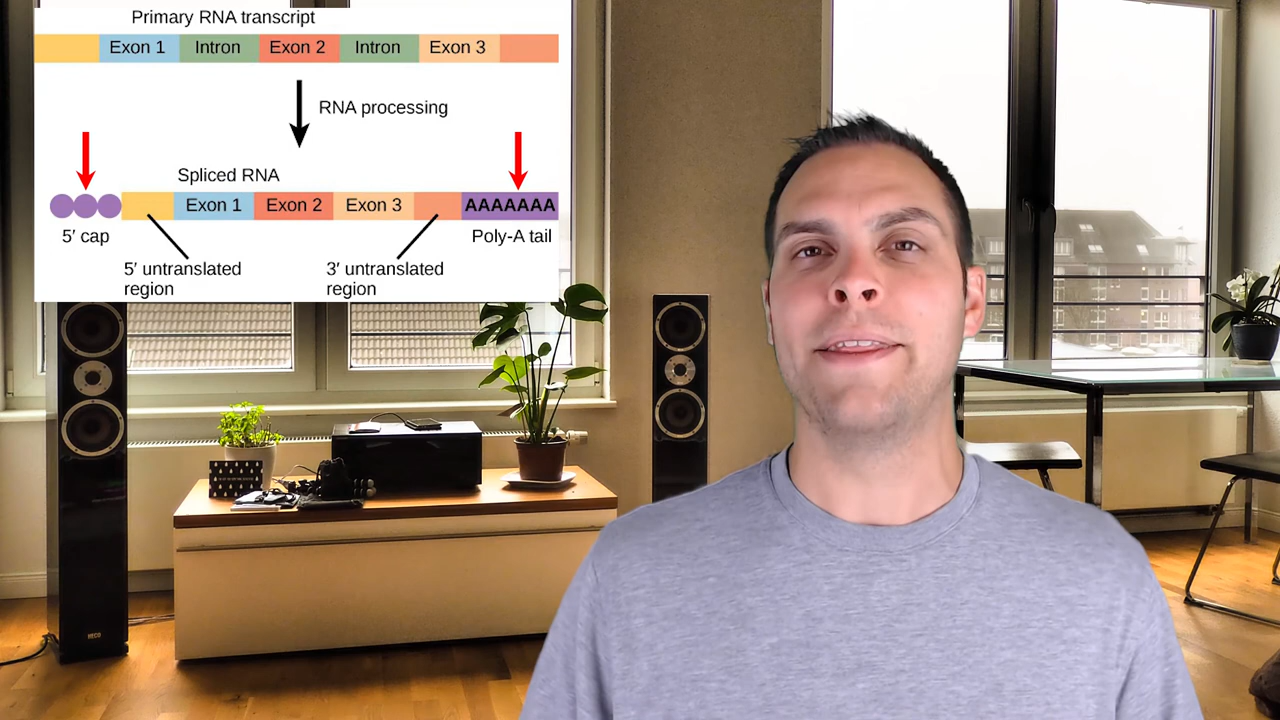 Primary RNA transcript
Exon 1 Intron Exon 2 Intron Exon 3
RNA processing
Spliced RNA
Exon 1 Exon 2 Exon 3 AAAAAAA
5′ cap
Poly-A tail
5′ untranslated
region
3′ untranslated
region
HECO